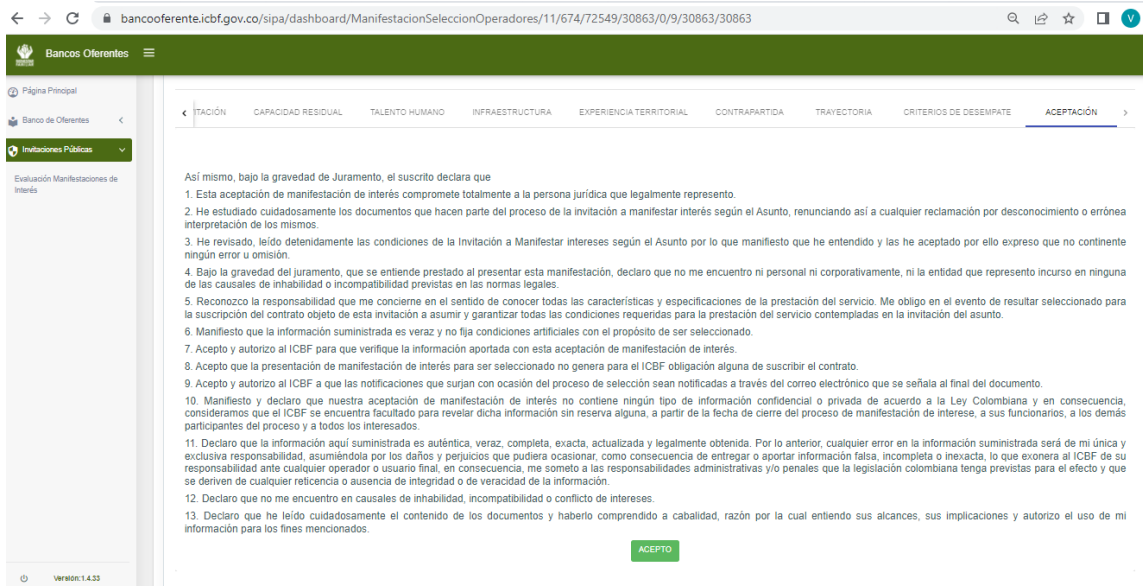 bancooferente.icbf.gov.co/sipa/dashboard/ManifestacionSeleccionOperadores/11/674/72549/30863/0/9/30863/30863
V
Bancos Oferentes
Página Principal
Banco de Oferentes
Invitaciones Públicas
Evaluación Manifestaciones de
Interés
ITACIÓN CAPACIDAD RESIDUAL TALENTO HUMANO INFRAESTRUCTURA EXPERIENCIA TERRITORIAL CONTRAPARTIDA TRAYECTORIA CRITERIOS DE DESEMPATE ACEPTACIÓN
Así mismo, bajo la gravedad de Juramento, el suscrito declara que
1. Esta aceptación de manifestación de interés compromete totalmente a la persona jurídica que legalmente represento.
2. He estudiado cuidadosamente los documentos que hacen parte del proceso de la invitación a manifestar interés según el Asunto, renunciando así a cualquier reclamación por desconocimiento o errónea
interpretación de los mismos.
3. He revisado, leído detenidamente las condiciones de la Invitación a Manifestar intereses según el Asunto por lo que manifiesto que he entendido y las he aceptado por ello expreso que no continente
ningún error u omisión.
4. Bajo la gravedad del juramento, que se entiende prestado al presentar esta manifestación, declaro que no me encuentro ni personal ni corporativamente, ni la entidad que represento incurso en ninguna
de las causales de inhabilidad o incompatibilidad previstas en las normas legales.
5. Reconozco la responsabilidad que me concierne en el sentido de conocer todas las características y especificaciones de la prestación del servicio. Me obligo en el evento de resultar seleccionado para
la suscripción del contrato objeto de esta invitación a asumir y garantizar todas las condiciones requeridas para la prestación del servicio contempladas en la invitación del asunto.
6. Manifiesto que la información suministrada es veraz y no fija condiciones artificiales con el propósito de ser seleccionado.
7. Acepto y autorizo al ICBF para que verifique la información aportada con esta aceptación de manifestación de interés.
8. Acepto que la presentación de manifestación de interés para ser seleccionado no genera para el ICBF obligación alguna de suscribir el contrato.
9. Acepto y autorizo al ICBF a que las notificaciones que surjan con ocasión del proceso de selección sean notificadas a través del correo electrónico que se señala al final del documento.
10. Manifiesto y declaro que nuestra aceptación de manifestación de interés no contiene ningún tipo de información confidencial o privada de acuerdo a la Ley Colombiana y en consecuencia,
consideramos que el ICBF se encuentra facultado para revelar dicha información sin reserva alguna, a partir de la fecha de cierre del proceso de manifestación de interese, a sus funcionarios, a los demás
participantes del proceso y a todos los interesados.
11. Declaro que la información aquí suministrada es auténtica, veraz, completa, exacta, actualizada y legalmente obtenida. Por lo anterior, cualquier error en la información suministrada será de mi única y
exclusiva responsabilidad, asumiéndola por los daños y perjuicios que pudiera ocasionar, como consecuencia de entregar o aportar información falsa, incompleta o inexacta, lo que exonera al ICBF de su
responsabilidad ante cualquier operador o usuario final, en consecuencia, me someto a las responsabilidades administrativas y/o penales que la legislación colombiana tenga previstas para el efecto y que
se deriven de cualquier reticencia o ausencia de integridad o de veracidad de la información.
12. Declaro que no me encuentro en causales de inhabilidad, incompatibilidad o conflicto de intereses.
13. Declaro que he leído cuidadosamente el contenido de los documentos y haberlo comprendido a cabalidad, razón por la cual entiendo sus alcances, sus implicaciones y autorizo el uso de mi
información para los fines mencionados.
ACEPTO
Versión:1.4.33